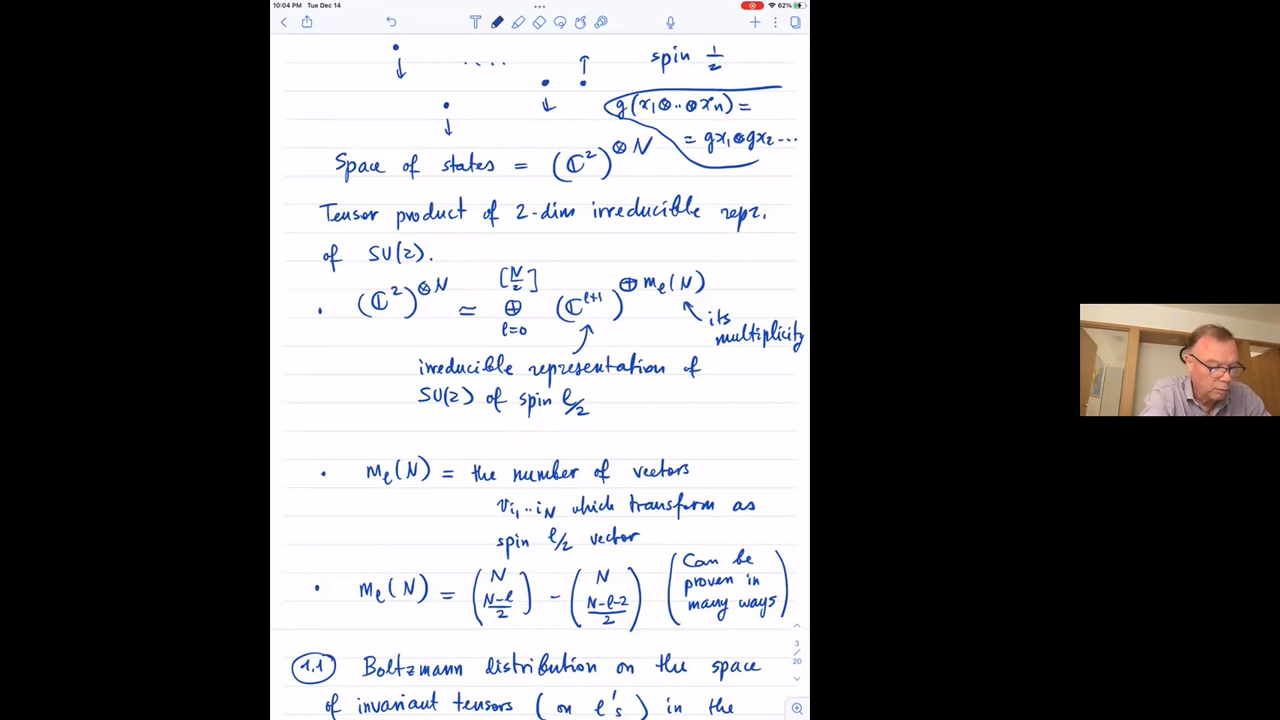 10:04 PM Tue Dec 14
62%
spin 1/2
g(x₁⊗..⊗xₙ) =
= gx₁⊗gx₂...
Space of states = (ℂ²)^{⊗N}
Tensor product of 2-dim irreducible repr.
of SU(2).
• (ℂ²)^{⊗N} ≃ ⊕_{ℓ=0}^{[N/2]} (ℂ^{ℓ+1})^{⊕m_ℓ(N)}
its
multiplicity
irreducible representation of
SU(2) of spin ℓ/2
• m_ℓ(N) = the number of vectors
v_{i₁..i_N} which transform as
spin ℓ/2 vector
• m_ℓ(N) = (N choose (N-ℓ)/2) - (N choose (N-ℓ-2)/2)
(Can be
proven in
many ways)
3
/
20
1.1 Boltzmann distribution on the space
of invariant tensors (on ℓ's) in the